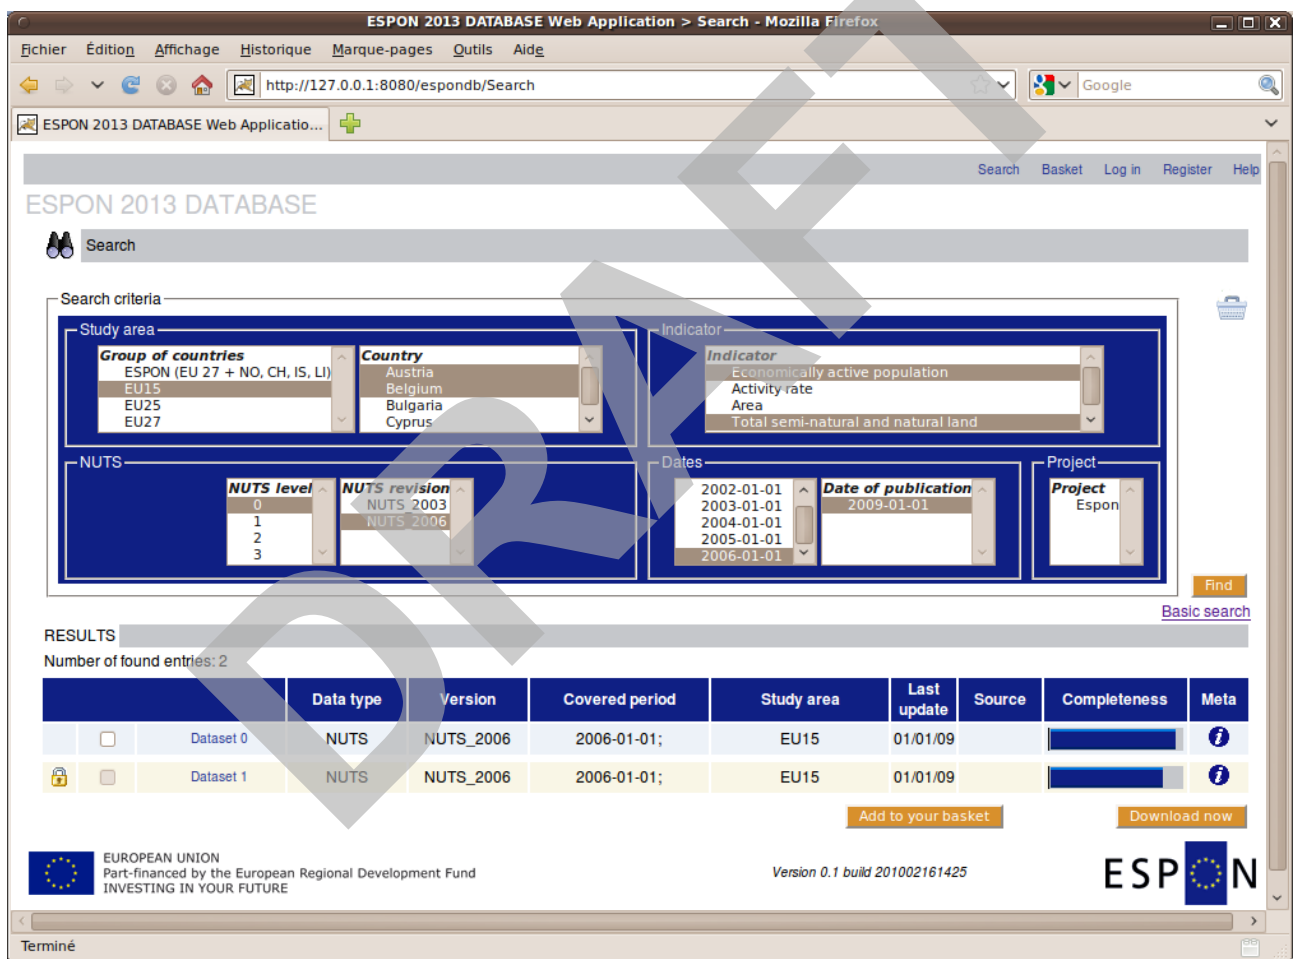 ESPON 2013 DATABASE Web Application > Search - Mozilla Firefox
Fichier Édition Affichage Historique Marque-pages Outils Aide
http://127.0.0.1:8080/espondb/Search
Google
ESPON 2013 DATABASE Web Applicatio...
Search Basket Log in Register Help
ESPON 2013 DATABASE
Search
Search criteria
Study area
Group of countries
ESPON (EU 27 + NO, CH, IS, LI)
EU15
EU25
EU27
Country
Austria
Belgium
Bulgaria
Cyprus
Indicator
Indicator
Economically active population
Activity rate
Area
Total semi-natural and natural land
NUTS
NUTS level
0
1
2
3
NUTS revision
NUTS_2003
NUTS_2006
Dates
2002-01-01
2003-01-01
2004-01-01
2005-01-01
2006-01-01
Date of publication
2009-01-01
Project
Project
Espon
Find
Basic search
RESULTS
Number of found entries: 2
Data type Version Covered period Study area Last update Source Completeness Meta
Dataset 0 NUTS NUTS_2006 2006-01-01; EU15 01/01/09
Dataset 1 NUTS NUTS_2006 2006-01-01; EU15 01/01/09
Add to your basket Download now
EUROPEAN UNION
Part-financed by the European Regional Development Fund
INVESTING IN YOUR FUTURE
Version 0.1 build 201002161425
ESPON
Terminé
DRAFT